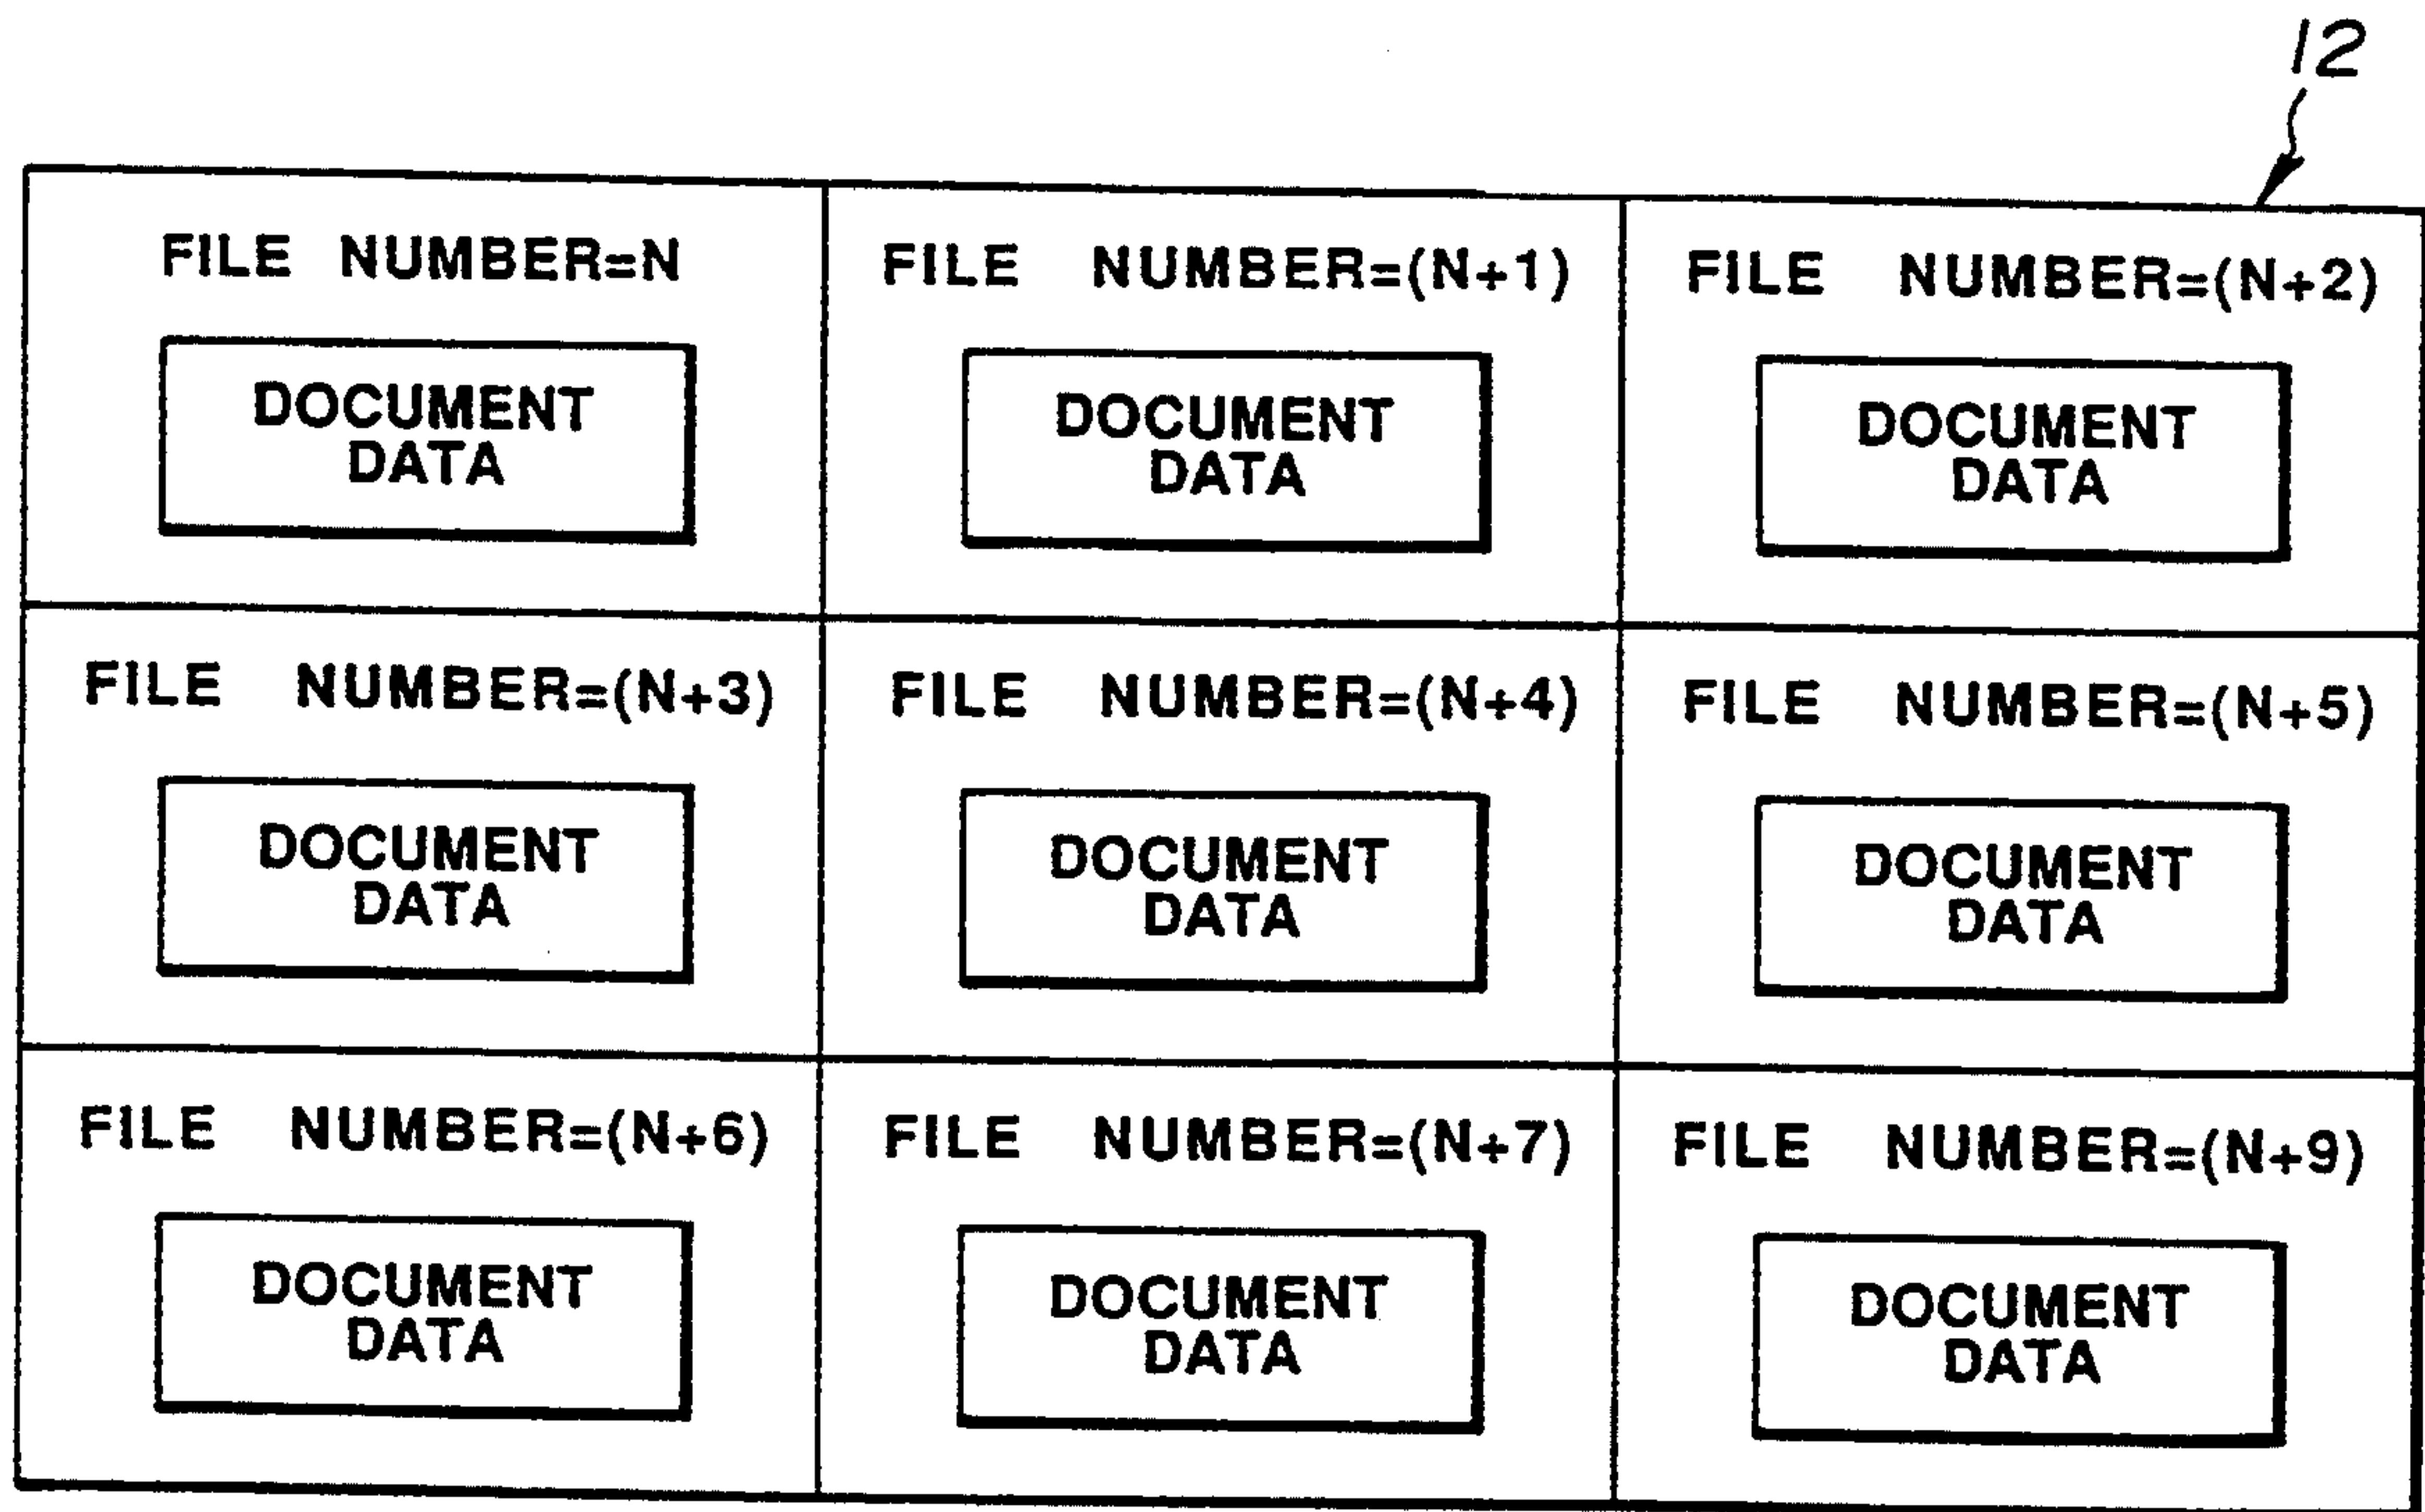 12
FILE NUMBER=N
DOCUMENT
DATA
FILE NUMBER=(N+1)
DOCUMENT
DATA
FILE NUMBER=(N+2)
DOCUMENT
DATA
FILE NUMBER=(N+3)
DOCUMENT
DATA
FILE NUMBER=(N+4)
DOCUMENT
DATA
FILE NUMBER=(N+5)
DOCUMENT
DATA
FILE NUMBER=(N+6)
DOCUMENT
DATA
FILE NUMBER=(N+7)
DOCUMENT
DATA
FILE NUMBER=(N+9)
DOCUMENT
DATA